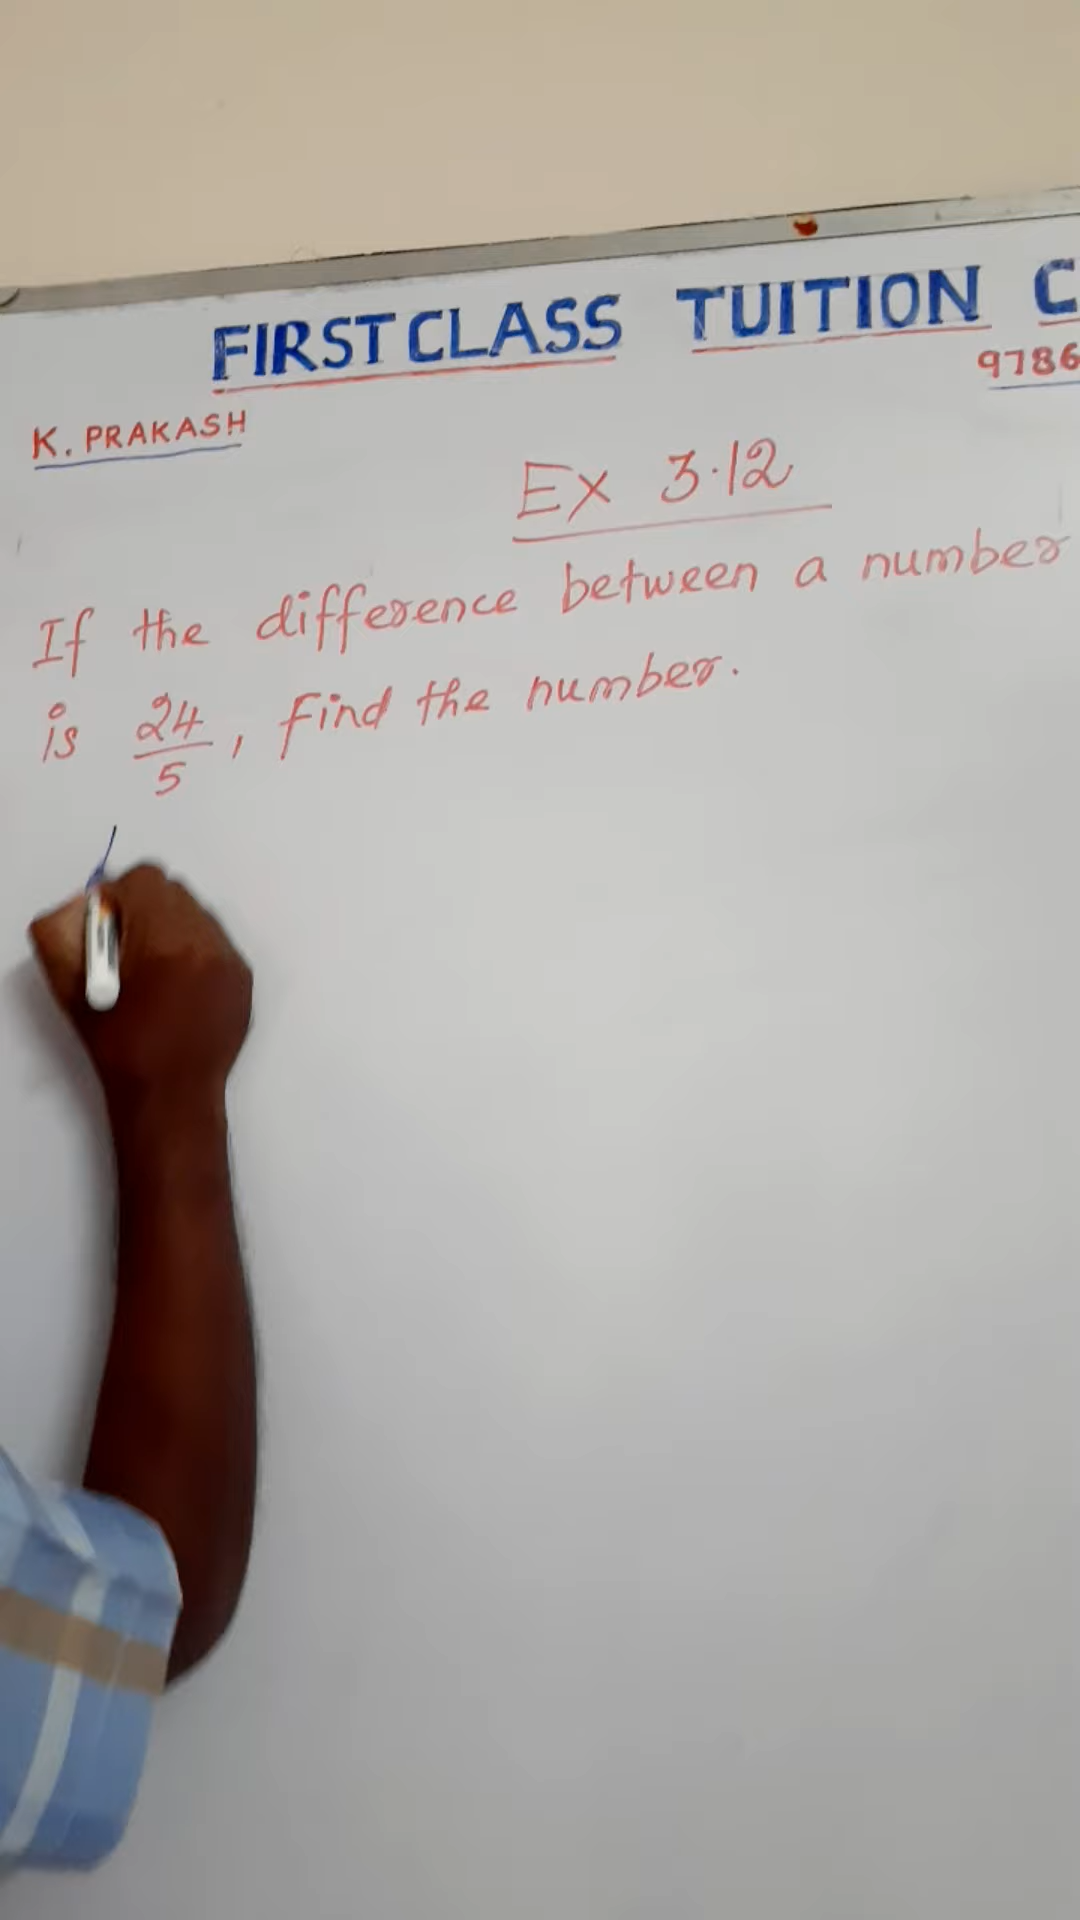 FIRST CLASS TUITION C
9786
K. PRAKASH
Ex 3.12
If the difference between a number
is 24/5, find the number.